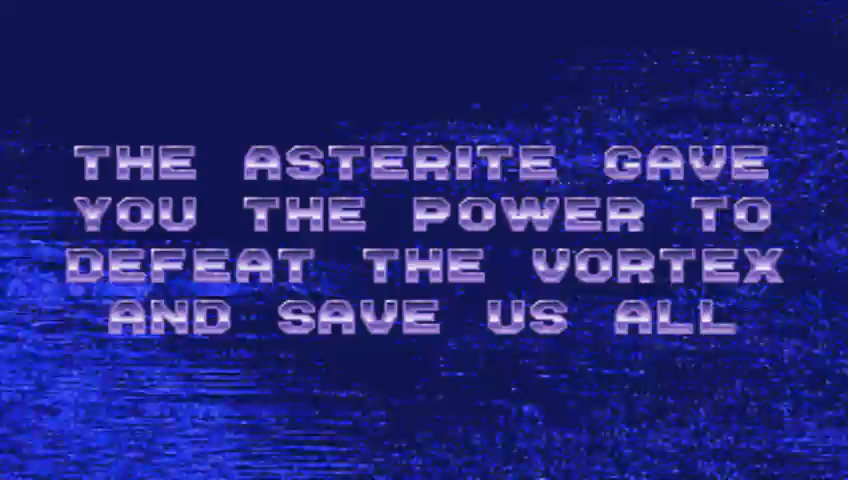 THE ASTERITE GAVE
YOU THE POWER TO
DEFEAT THE VORTEX
AND SAVE US ALL